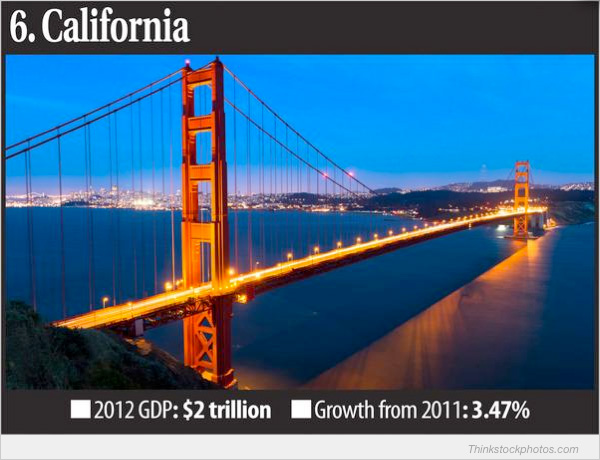 6. California
2012 GDP: $2 trillion Growth from 2011: 3.47%
Thinkstockphotos.com